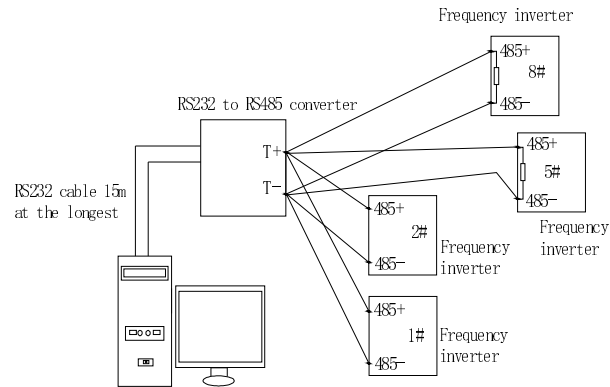 Frequency inverter
485+
8#
485-
RS232 to RS485 converter
T+
T-
485+
5#
485-
Frequency
inverter
RS232 cable 15m
at the longest
485+
2#
485-
Frequency
inverter
485+
1#
485-
Frequency
inverter